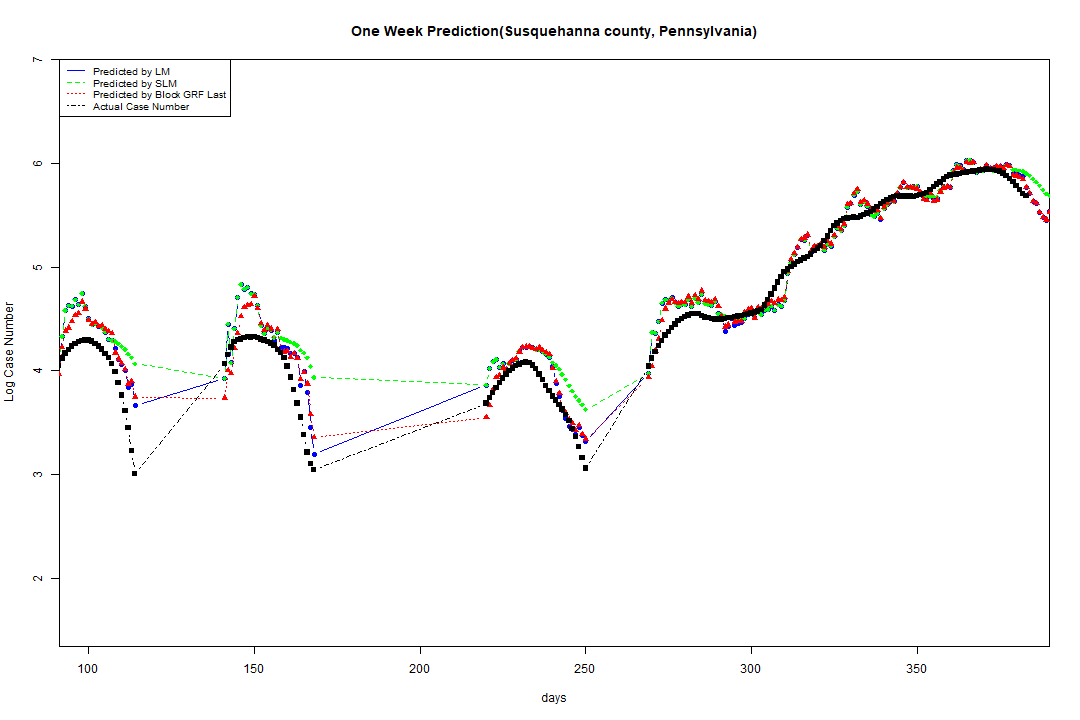 One Week Prediction(Susquehanna county, Pennsylvania)
Predicted by LM
Predicted by SLM
Predicted by Block GRF Last
Actual Case Number
7
6
5
4
3
2
Log Case Number
100 150 200 250 300 350
days